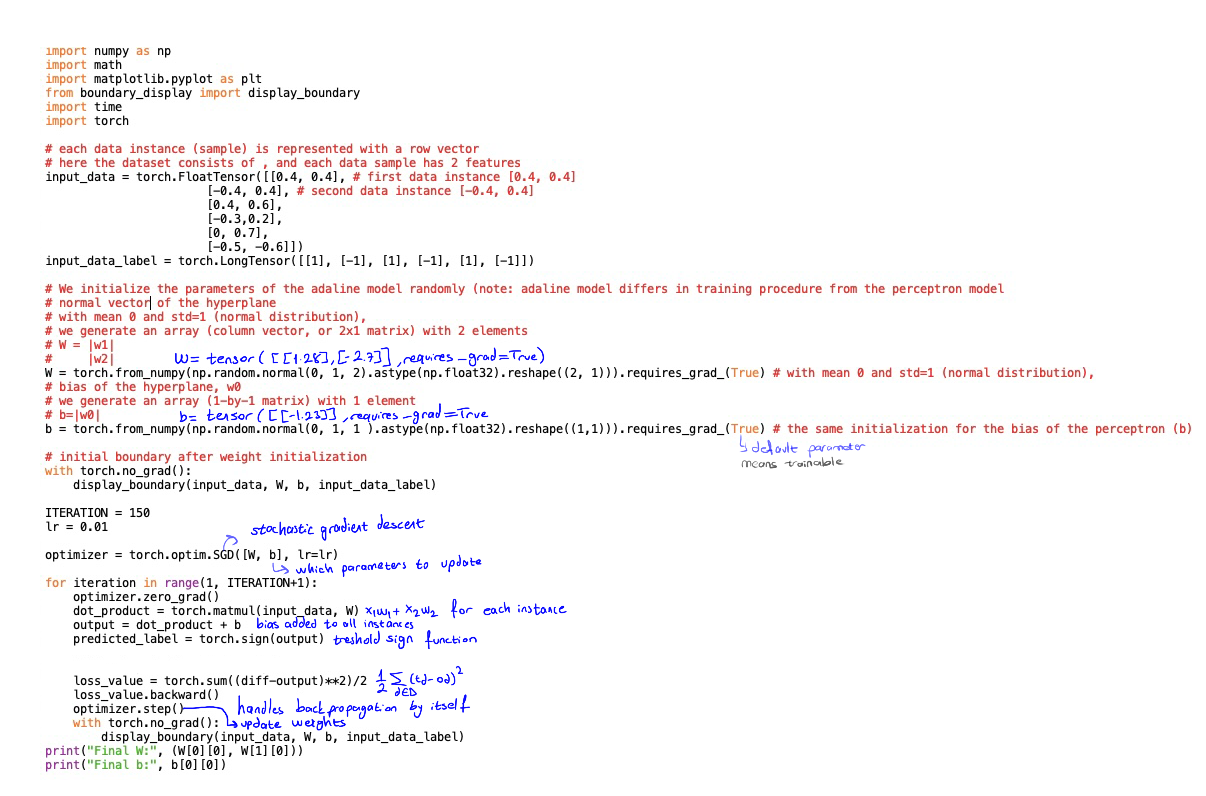 import numpy as np
import math
import matplotlib.pyplot as plt
from boundary_display import display_boundary
import time
import torch
# each data instance (sample) is represented with a row vector
# here the dataset consists of , and each data sample has 2 features
input_data = torch.FloatTensor([[0.4, 0.4], # first data instance [0.4, 0.4]
[-0.4, 0.4], # second data instance [-0.4, 0.4]
[0.4, 0.6],
[-0.3,0.2],
[0, 0.7],
[-0.5, -0.6]])
input_data_label = torch.LongTensor([[1], [-1], [1], [-1], [1], [-1]])
# We initialize the parameters of the adaline model randomly (note: adaline model differs in training procedure from the perceptron model
# normal vector of the hyperplane
# with mean 0 and std=1 (normal distribution),
# we generate an array (column vector, or 2x1 matrix) with 2 elements
# W = |w1|
# |w2| W= tensor([[1.28],[-2.7]],requires_grad=True)
W = torch.from_numpy(np.random.normal(0, 1, 2).astype(np.float32).reshape((2, 1))).requires_grad_(True) # with mean 0 and std=1 (normal distribution),
# bias of the hyperplane, w0
# we generate an array (1-by-1 matrix) with 1 element
# b=|w0| b= tensor([[-1.23]],requires_grad=True
b = torch.from_numpy(np.random.normal(0, 1, 1 ).astype(np.float32).reshape((1,1))).requires_grad_(True) # the same initialization for the bias of the perceptron (b)
↳ default parameter
means trainable
# initial boundary after weight initialization
with torch.no_grad():
display_boundary(input_data, W, b, input_data_label)
ITERATION = 150
lr = 0.01
stochastic gradient descent
optimizer = torch.optim.SGD([W, b], lr=lr)
↳ which parameters to update
for iteration in range(1, ITERATION+1):
optimizer.zero_grad()
dot_product = torch.matmul(input_data, W) x₁w₁+ x₂w₂ for each instance
output = dot_product + b bias added to all instances
predicted_label = torch.sign(output) treshold sign function
loss_value = torch.sum((diff-output)**2)/2 ½ Σ d∈D (td-od)²
loss_value.backward()
optimizer.step() handles backpropagation by itself
with torch.no_grad(): ↳ update weights
display_boundary(input_data, W, b, input_data_label)
print("Final W:", (W[0][0], W[1][0]))
print("Final b:", b[0][0])